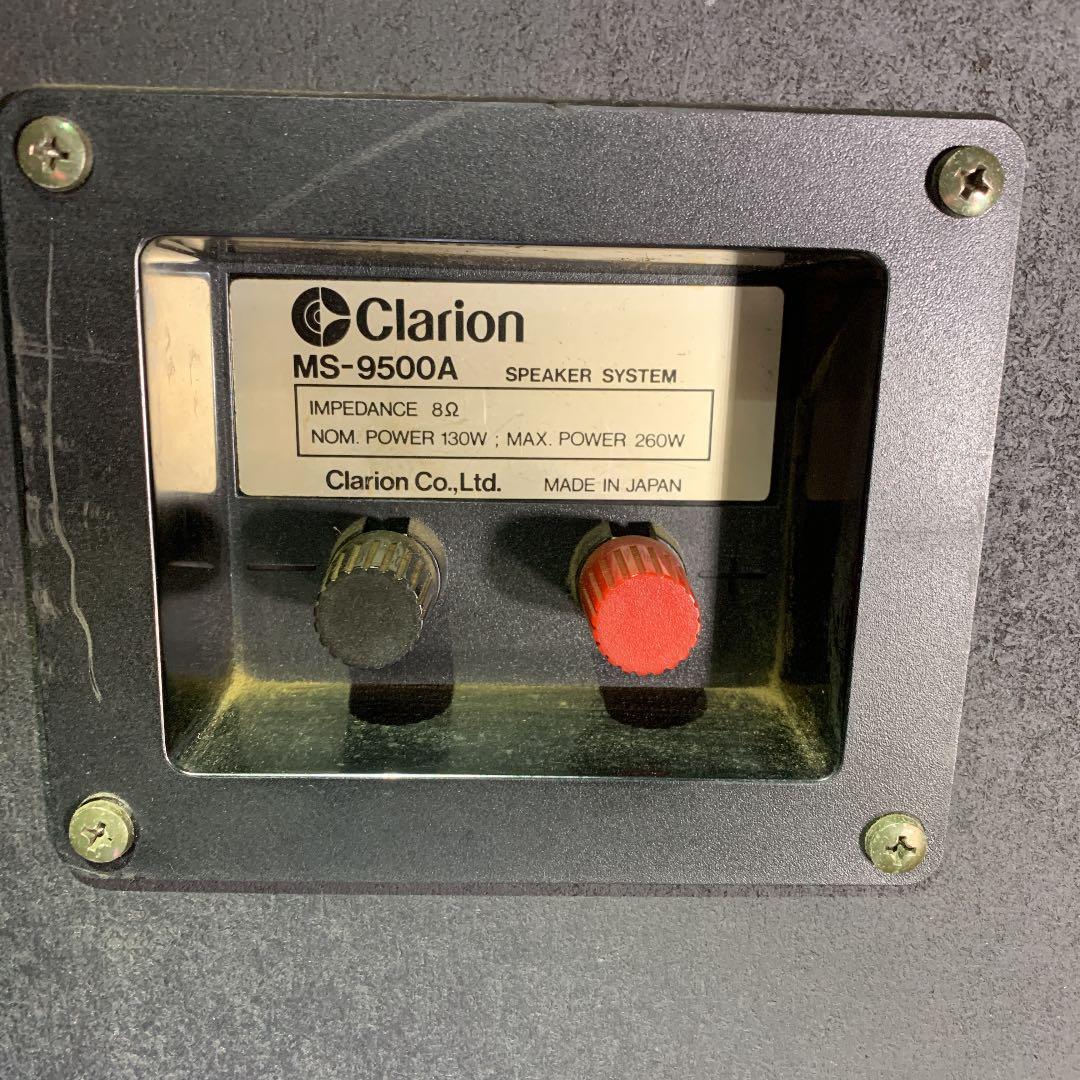 Clarion
MS-9500A SPEAKER SYSTEM
IMPEDANCE 8Ω
NOM. POWER 130W ; MAX. POWER 260W
Clarion Co.,Ltd. MADE IN JAPAN
— +